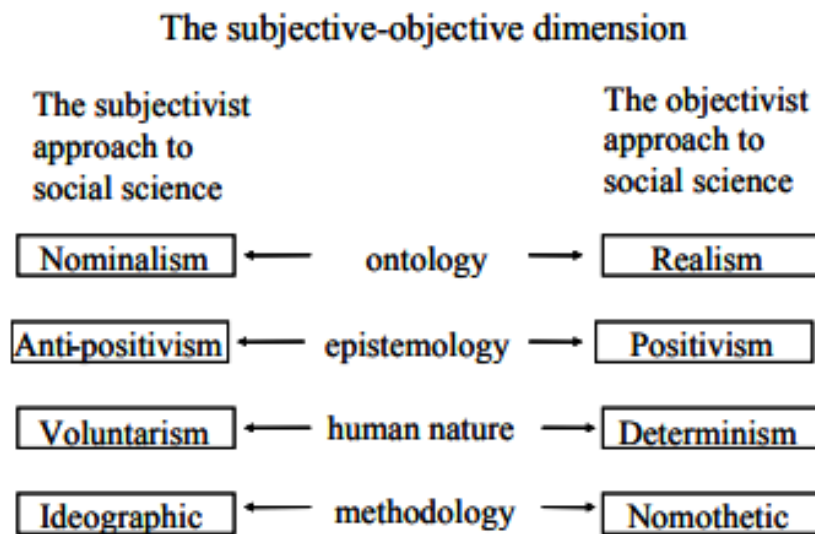 The subjective-objective dimension
The subjectivist
approach to
social science
The objectivist
approach to
social science
Nominalism ontology Realism
Anti-positivism epistemology Positivism
Voluntarism human nature Determinism
Ideographic methodology Nomothetic